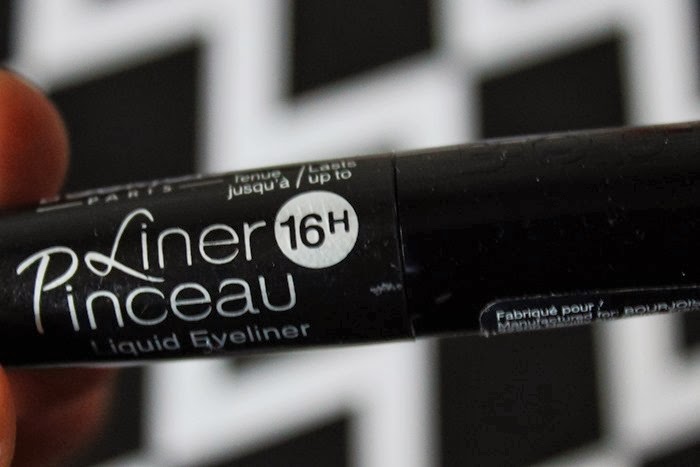 PARIS
Tenue / Lasts
jusqu'à / up to
Liner 16H
Pinceau
Liquid Eyeliner
Fabriqué pour /
Manufactured for BOURJOIS